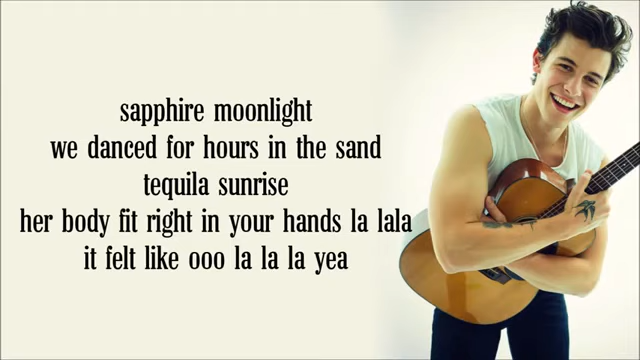 sapphire moonlight
we danced for hours in the sand
tequila sunrise
her body fit right in your hands la lala
it felt like ooo la la la yea